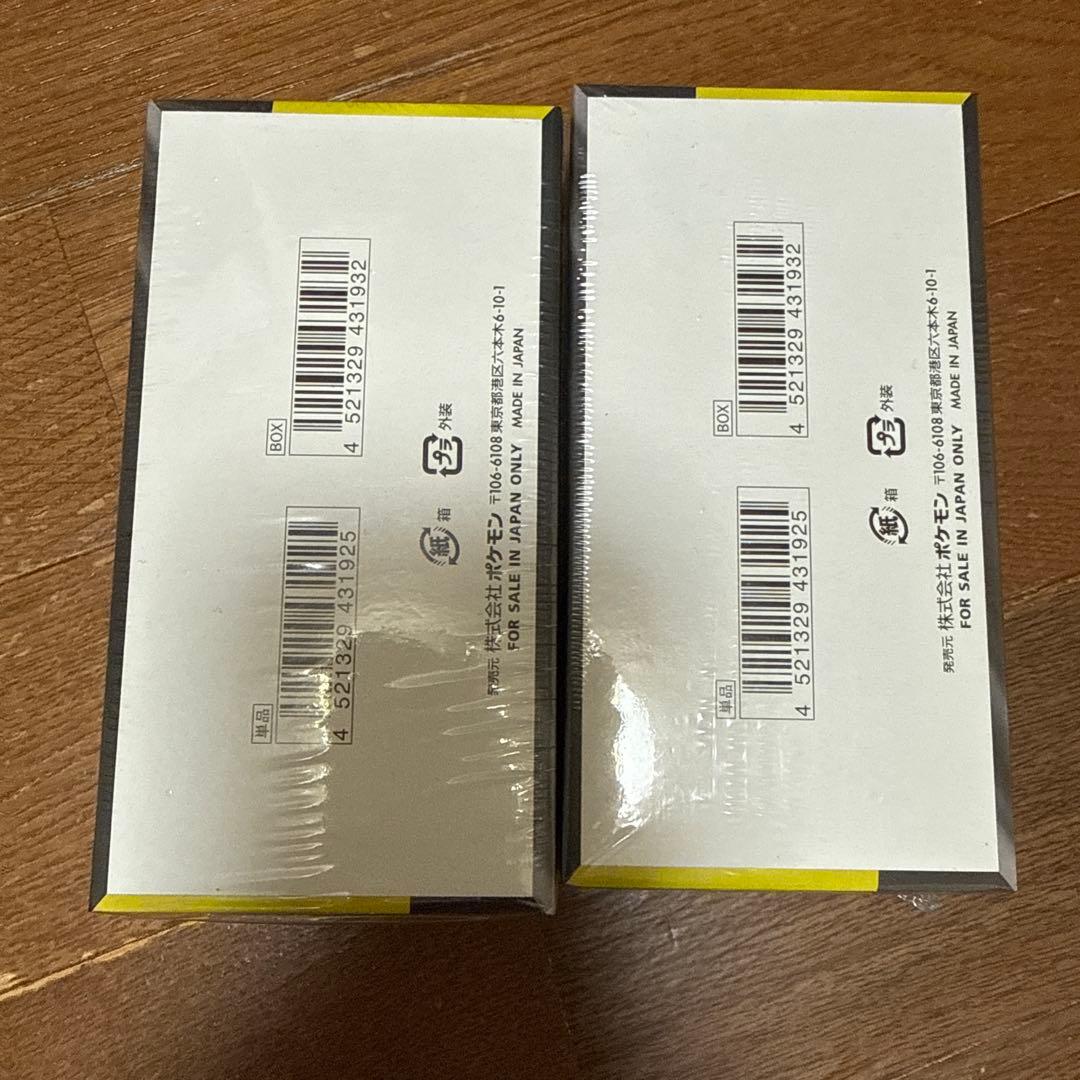 単品
4 521329 431925
BOX
4 521329 431932
紙 箱
プラ 外装
発売元 株式会社 ポケモン 〒106-6108 東京都港区六本木6-10-1
FOR SALE IN JAPAN ONLY MADE IN JAPAN
単品
4 521329 431925
BOX
4 521329 431932
紙 箱
プラ 外装
発売元 株式会社 ポケモン 〒106-6108 東京都港区六本木6-10-1
FOR SALE IN JAPAN ONLY MADE IN JAPAN